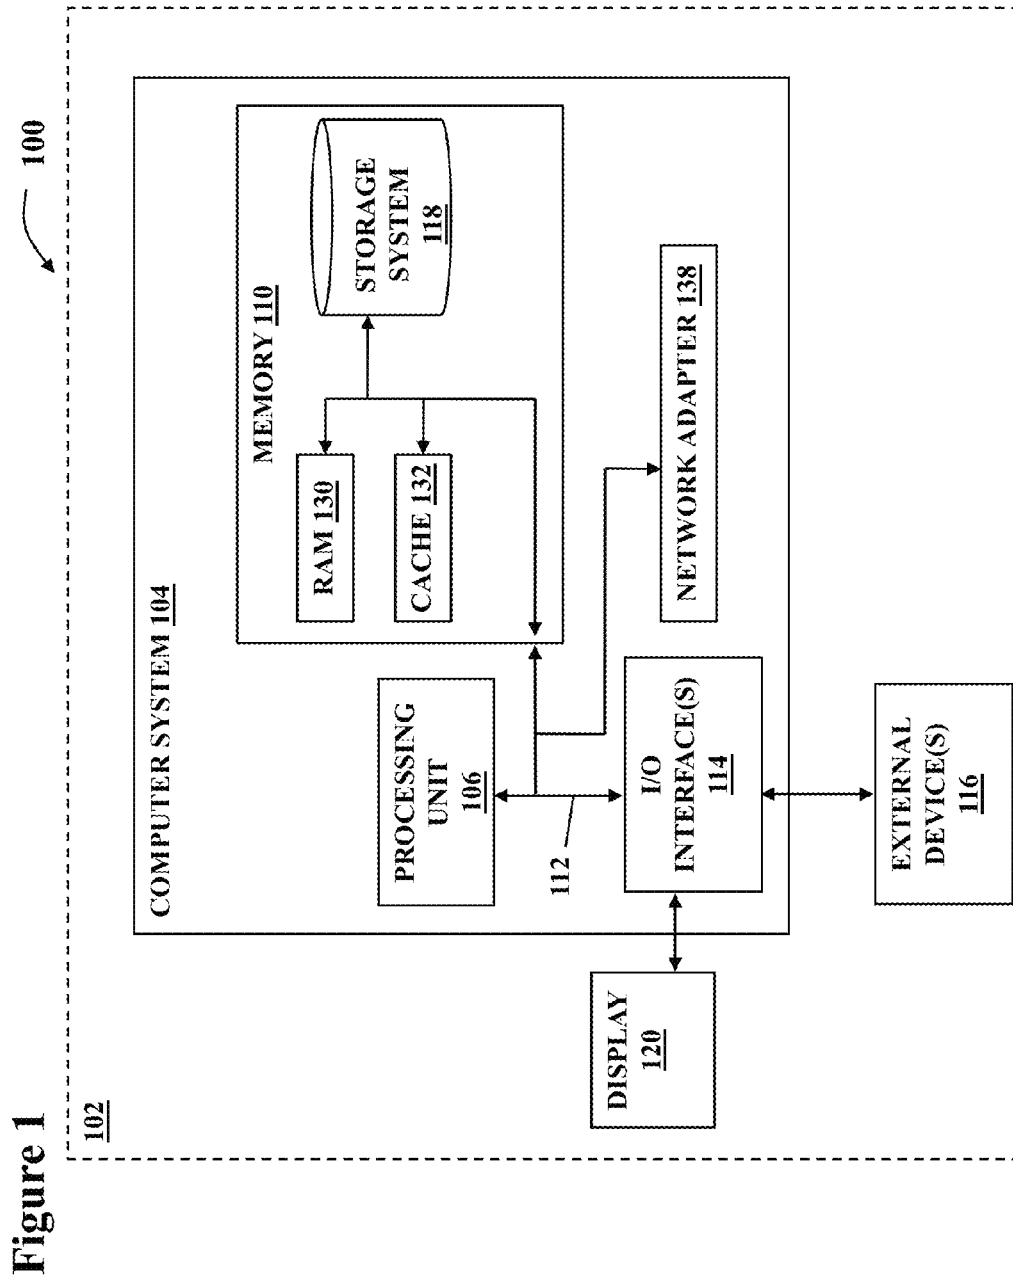 Figure 1
100
102
COMPUTER SYSTEM 104
MEMORY 110
RAM 130
CACHE 132
STORAGE
SYSTEM
118
PROCESSING
UNIT
106
112
I/O
INTERFACE(S)
114
NETWORK ADAPTER 138
DISPLAY
120
EXTERNAL
DEVICE(S)
116